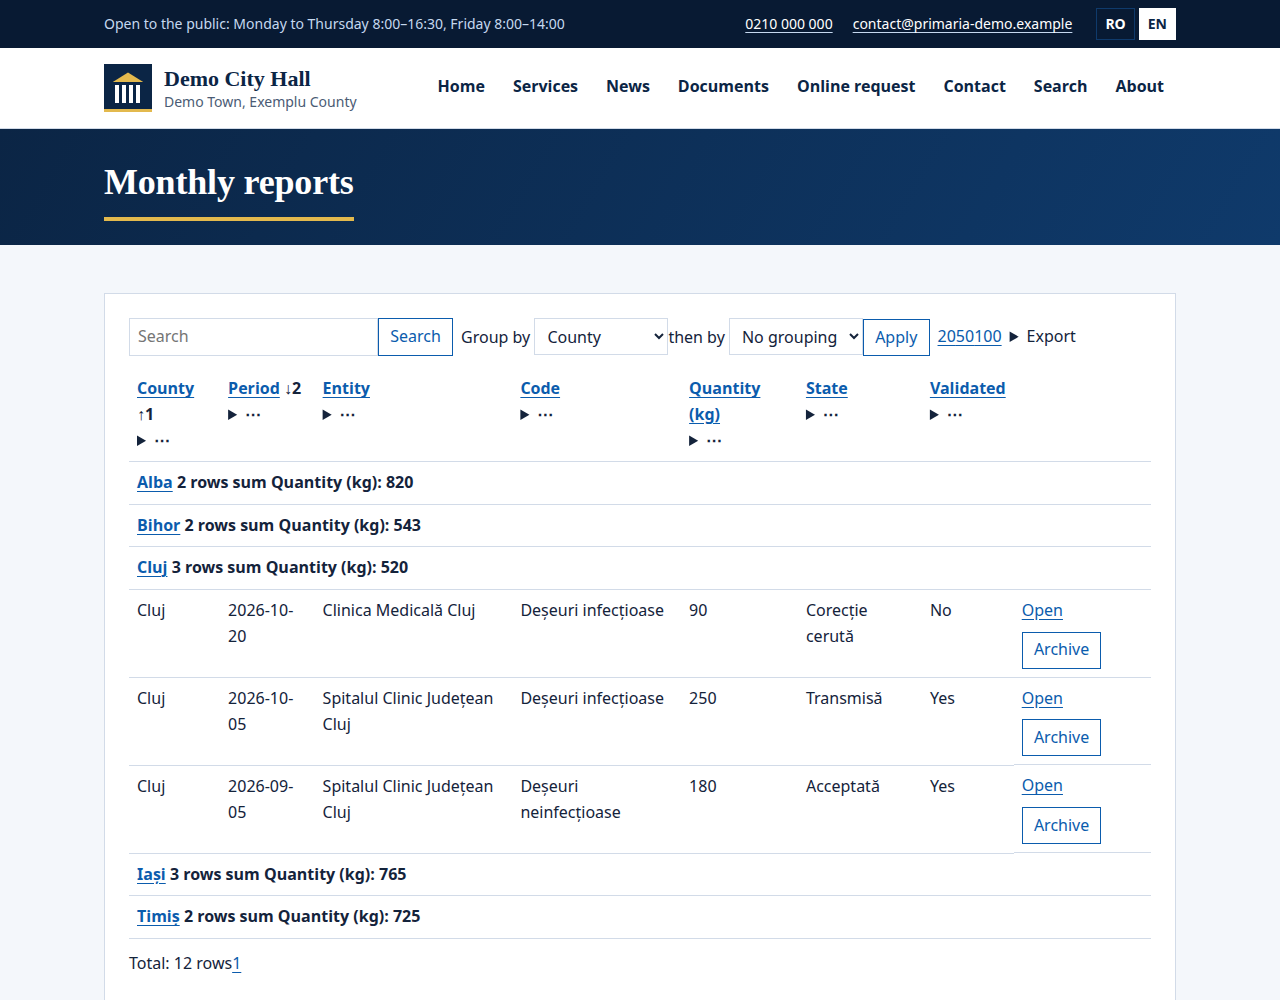 Open to the public: Monday to Thursday 8:00–16:30, Friday 8:00–14:00 0210 000 000 contact@primaria-demo.example RO EN
Demo City Hall
Demo Town, Exemplu County
Home Services News Documents Online request Contact Search About
Monthly reports
Search Search Group by County then by No grouping Apply 2050100 ▶ Export
County ↑1 ▶ ···
Period ↓2 ▶ ···
Entity ▶ ···
Code ▶ ···
Quantity (kg) ▶ ···
State ▶ ···
Validated ▶ ···
Alba 2 rows sum Quantity (kg): 820
Bihor 2 rows sum Quantity (kg): 543
Cluj 3 rows sum Quantity (kg): 520
Cluj 2026-10-20 Clinica Medicală Cluj Deșeuri infecțioase 90 Corecție cerută No Open
Archive
Cluj 2026-10-05 Spitalul Clinic Județean Cluj Deșeuri infecțioase 250 Transmisă Yes Open
Archive
Cluj 2026-09-05 Spitalul Clinic Județean Cluj Deșeuri neinfecțioase 180 Acceptată Yes Open
Archive
Iași 3 rows sum Quantity (kg): 765
Timiș 2 rows sum Quantity (kg): 725
Total: 12 rows1